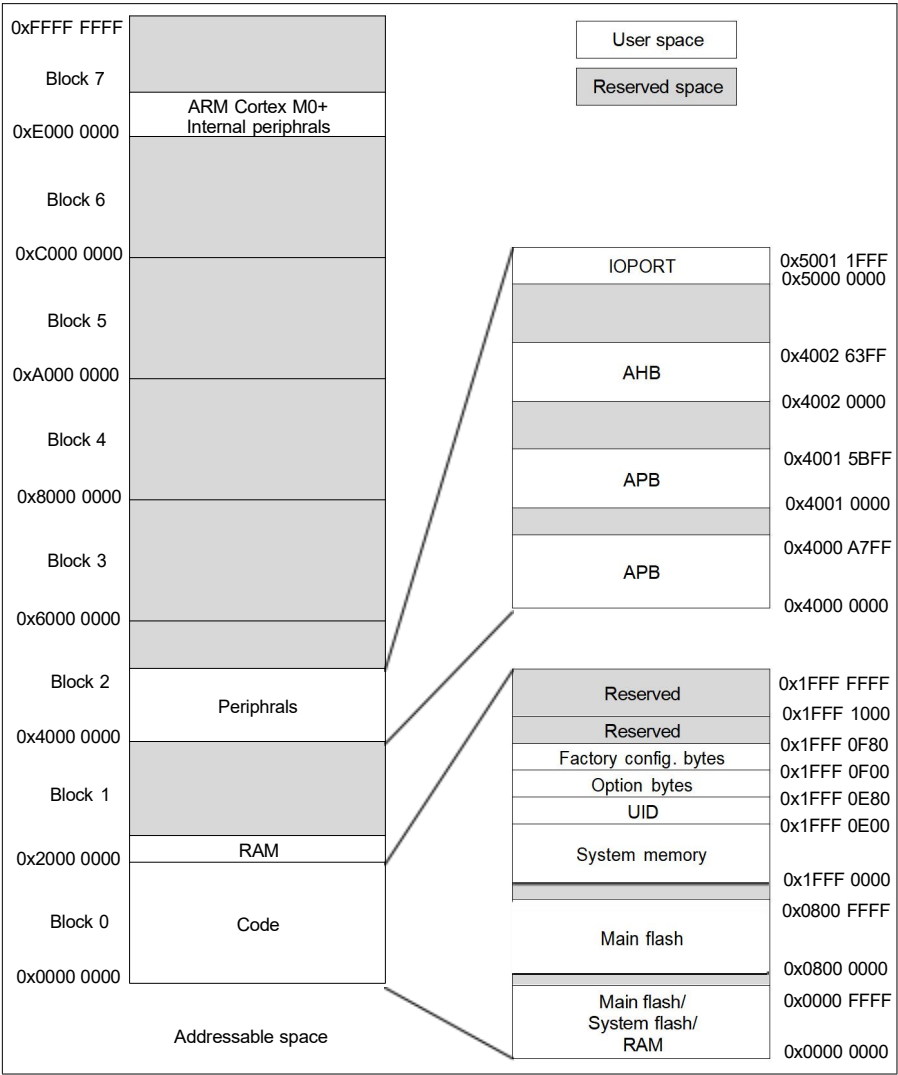 0xFFFF FFFF
Block 7
ARM Cortex M0+
Internal periphrals
0xE000 0000
Block 6
0xC000 0000
Block 5
0xA000 0000
Block 4
0x8000 0000
Block 3
0x6000 0000
Block 2
Periphrals
0x4000 0000
Block 1
RAM
0x2000 0000
Block 0
Code
0x0000 0000
Addressable space
User space
Reserved space
IOPORT
0x5001 1FFF
0x5000 0000
0x4002 63FF
AHB
0x4002 0000
0x4001 5BFF
APB
0x4001 0000
0x4000 A7FF
APB
0x4000 0000
0x1FFF FFFF
Reserved
0x1FFF 1000
Reserved
0x1FFF 0F80
Factory config. bytes
0x1FFF 0F00
Option bytes
0x1FFF 0E80
UID
0x1FFF 0E00
System memory
0x1FFF 0000
0x0800 FFFF
Main flash
0x0800 0000
Main flash/
0x0000 FFFF
System flash/
RAM
0x0000 0000